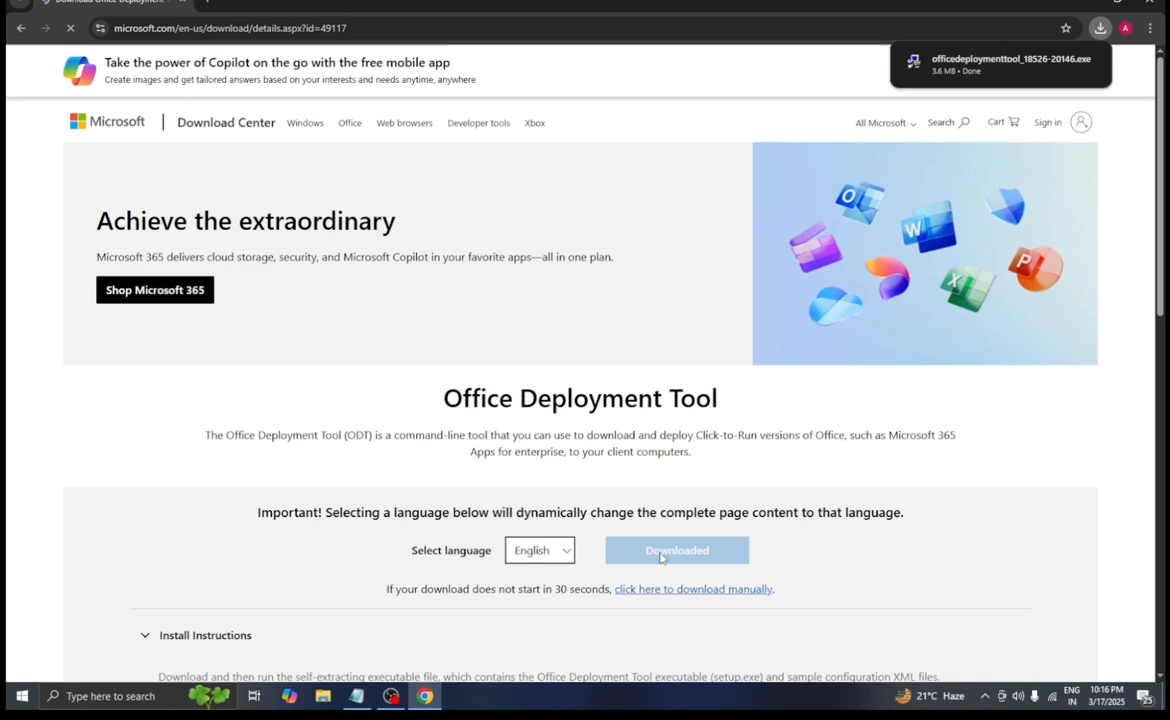 Download Office Deployment
microsoft.com/en-us/download/details.aspx?id=49117
A
officedeploymenttool_18526-20146.exe
3.6 MB • Done
Take the power of Copilot on the go with the free mobile app
Create images and get tailored answers based on your interests and needs anytime, anywhere
Microsoft
Download Center
Windows
Office
Web browsers
Developer tools
Xbox
All Microsoft
Search
Cart
Sign in
Achieve the extraordinary
Microsoft 365 delivers cloud storage, security, and Microsoft Copilot in your favorite apps—all in one plan.
Shop Microsoft 365
O
W
P
X
Office Deployment Tool
The Office Deployment Tool (ODT) is a command-line tool that you can use to download and deploy Click-to-Run versions of Office, such as Microsoft 365
Apps for enterprise, to your client computers.
Important! Selecting a language below will dynamically change the complete page content to that language.
Select language
English
Downloaded
If your download does not start in 30 seconds, click here to download manually.
Install Instructions
Download and then run the self-extracting executable file, which contains the Office Deployment Tool executable (setup.exe) and sample configuration XML files.
Type here to search
21°C Haze
ENG
IN
10:16 PM
3/17/2025
25